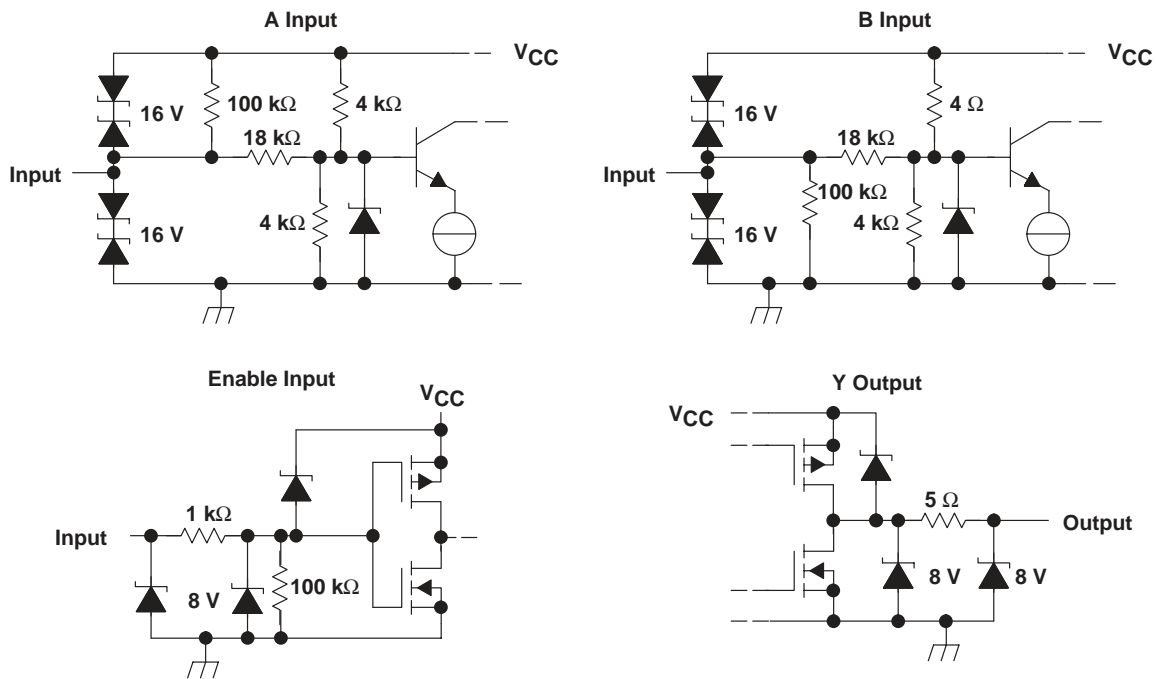 A Input
VCC
16 V
100 kΩ
4 kΩ
18 kΩ
Input
16 V
4 kΩ
B Input
VCC
16 V
4 Ω
18 kΩ
Input
100 kΩ
16 V
4 kΩ
Enable Input
VCC
1 kΩ
Input
100 kΩ
8 V
Y Output
VCC
5 Ω
Output
8 V
8 V